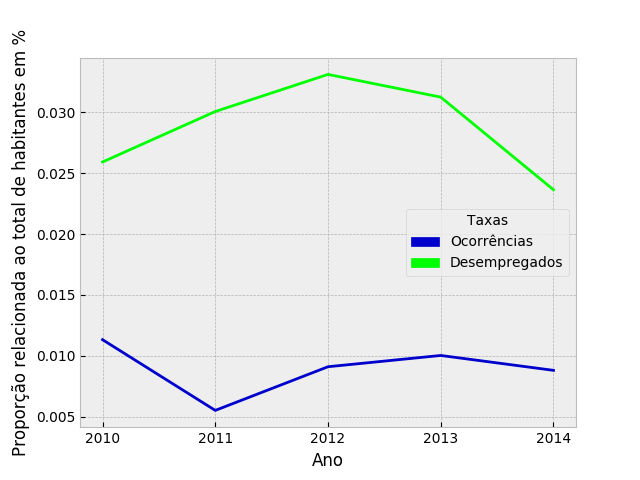 Proporção relacionada ao total de habitantes em %
0.030
0.025
0.020
0.015
0.010
0.005
Taxas
Ocorrências
Desempregados
2010 2011 2012 2013 2014
Ano